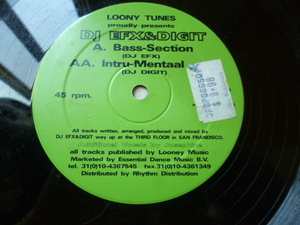 LOONY TUNES
proudly presents
DJ EFX&DIGIT
A. Bass-Section
(DJ EFX)
AA. Intru-Mentaal
(DJ DIGIT)
45 rpm.
All tracks written, arranged, produced and mixed by
DJ EFX&DIGIT way up at the THIRD FLOOR in SAN FRANDISCO.
Additional Vocals by Josephine
all tracks published by Looney Music
Marketed by Essential Dance Music B.V.
tel. 31(0)10-4367545 fax.31(0)10-4361349
Distributed by Rhythm Distribution